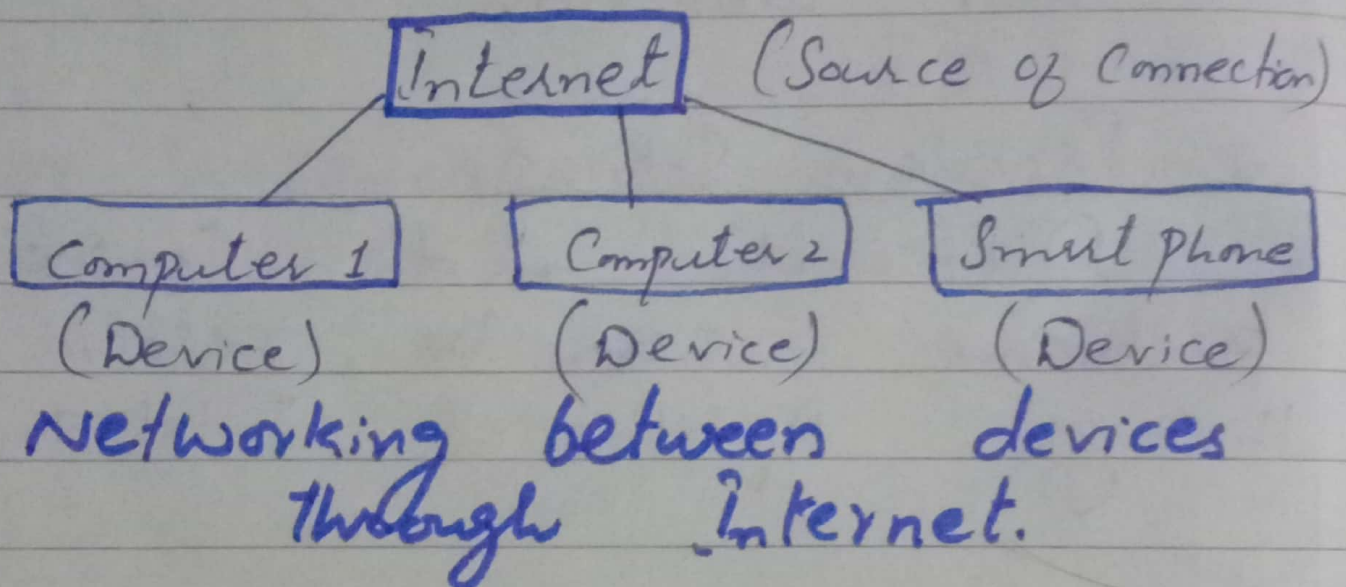 Internet (Source of Connection)
Computer 1 Computer 2 Smart phone
(Device) (Device) (Device)
Networking between devices
through Internet.